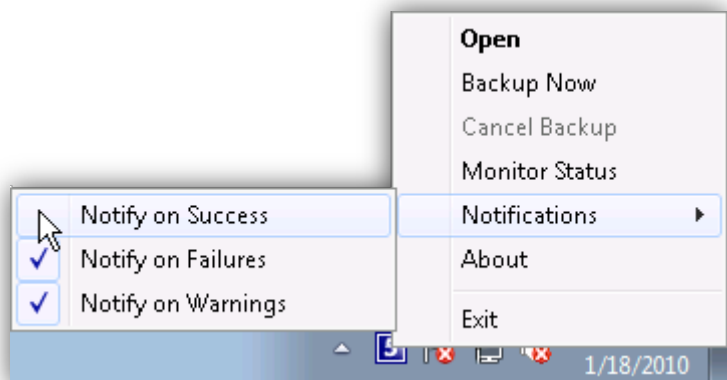 Open
Backup Now
Cancel Backup
Monitor Status
Notifications
About
Exit
Notify on Success
Notify on Failures
Notify on Warnings
5
1/18/2010